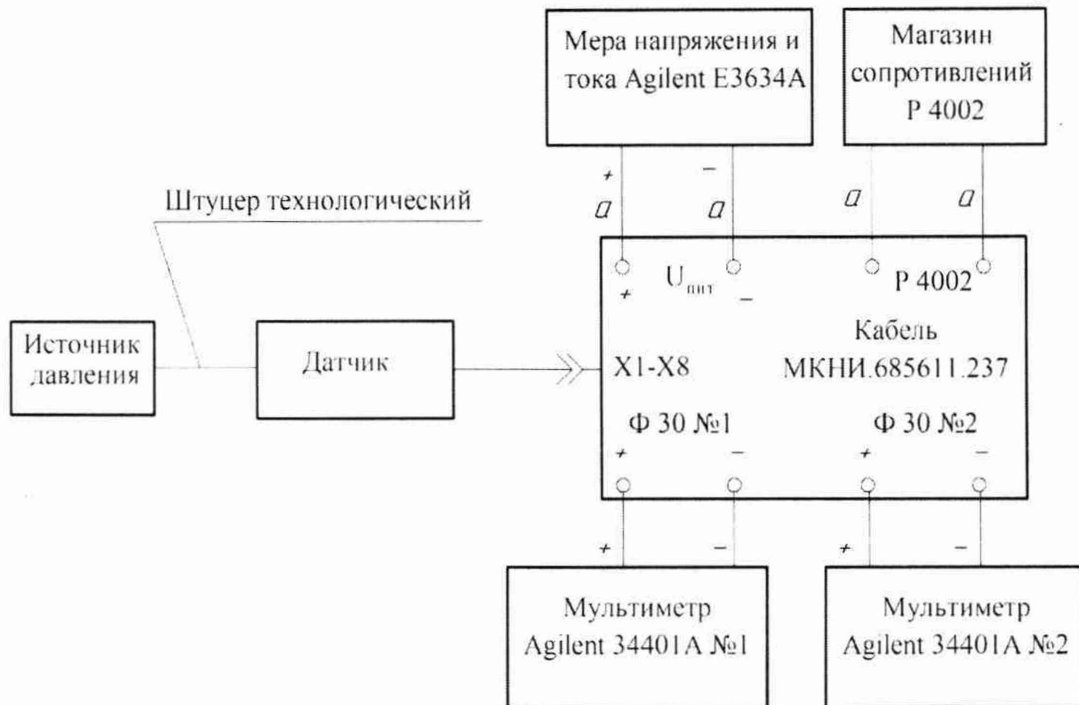 Мера напряжения и
тока Agilent E3634A
Магазин
сопротивлений
Р 4002
+
−
a
a
a
a
Штуцер технологический
Uпит
+
−
Р 4002
Источник
давления
Датчик
X1-X8
Кабель
МКНИ.685611.237
Ф 30 №1
Ф 30 №2
+
−
+
−
+
−
+
−
Мультиметр
Agilent 34401A №1
Мультиметр
Agilent 34401A №2